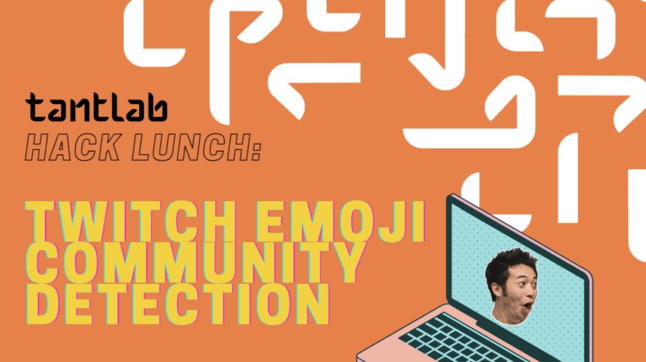 tantlab
HACK LUNCH:
TWITCH EMOJI
COMMUNITY
DETECTION